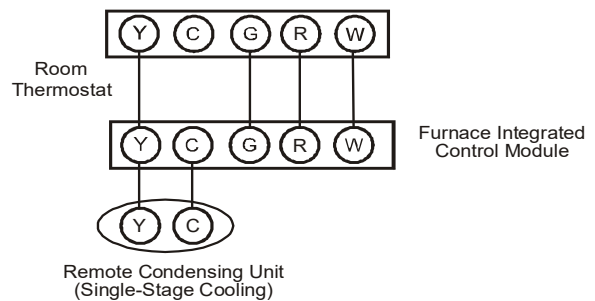 Y C G R W
Room
Thermostat
Y C G R W
Furnace Integrated
Control Module
Y C
Remote Condensing Unit
(Single-Stage Cooling)